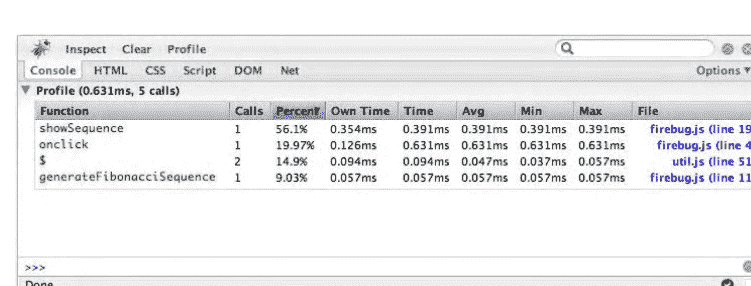 Inspect Clear Profile
Console HTML CSS Script DOM Net Options
Profile (0.631ms, 5 calls)
Function Calls Percent Own Time Time Avg Min Max File
showSequence 1 56.1% 0.354ms 0.391ms 0.391ms 0.391ms 0.391ms firebug.js (line 19
onclick 1 19.97% 0.126ms 0.631ms 0.631ms 0.631ms 0.631ms firebug.js (line 4
$ 2 14.9% 0.094ms 0.094ms 0.047ms 0.037ms 0.057ms util.js (line 51
generateFibonacciSequence 1 9.03% 0.057ms 0.057ms 0.057ms 0.057ms 0.057ms firebug.js (line 11
>>>
Done